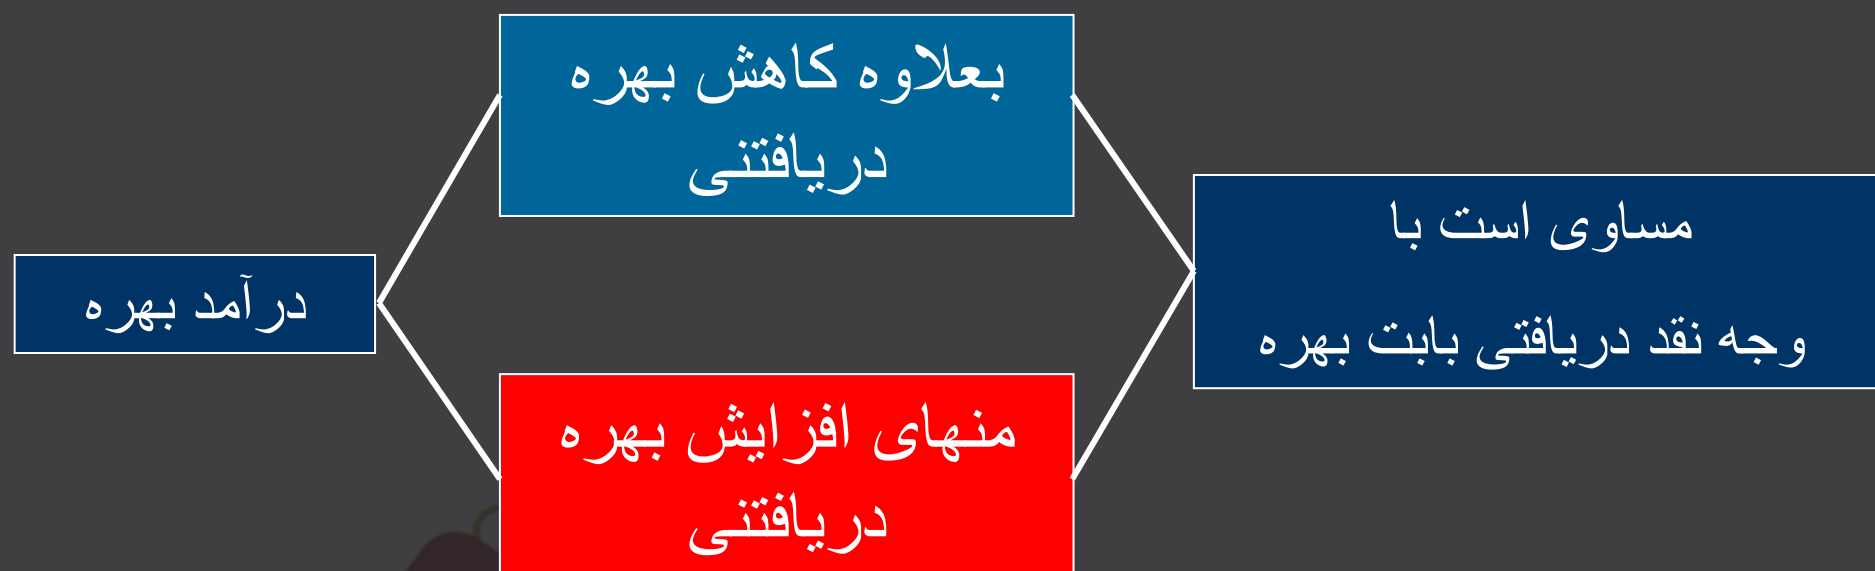 درآمد بهره
بعلاوه کاهش بهره
دریافتنی
منهای افزایش بهره
دریافتنی
مساوی است با
وجه نقد دریافتی بابت بهره